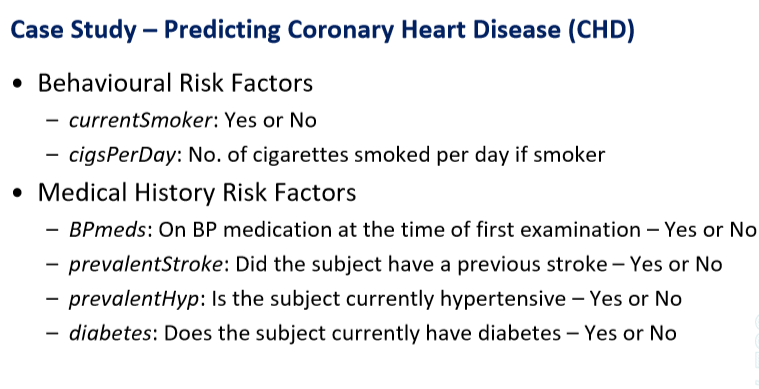 Case Study – Predicting Coronary Heart Disease (CHD)
• Behavioural Risk Factors
– currentSmoker: Yes or No
– cigsPerDay: No. of cigarettes smoked per day if smoker
• Medical History Risk Factors
– BPmeds: On BP medication at the time of first examination – Yes or No
– prevalentStroke: Did the subject have a previous stroke – Yes or No
– prevalentHyp: Is the subject currently hypertensive – Yes or No
– diabetes: Does the subject currently have diabetes – Yes or No